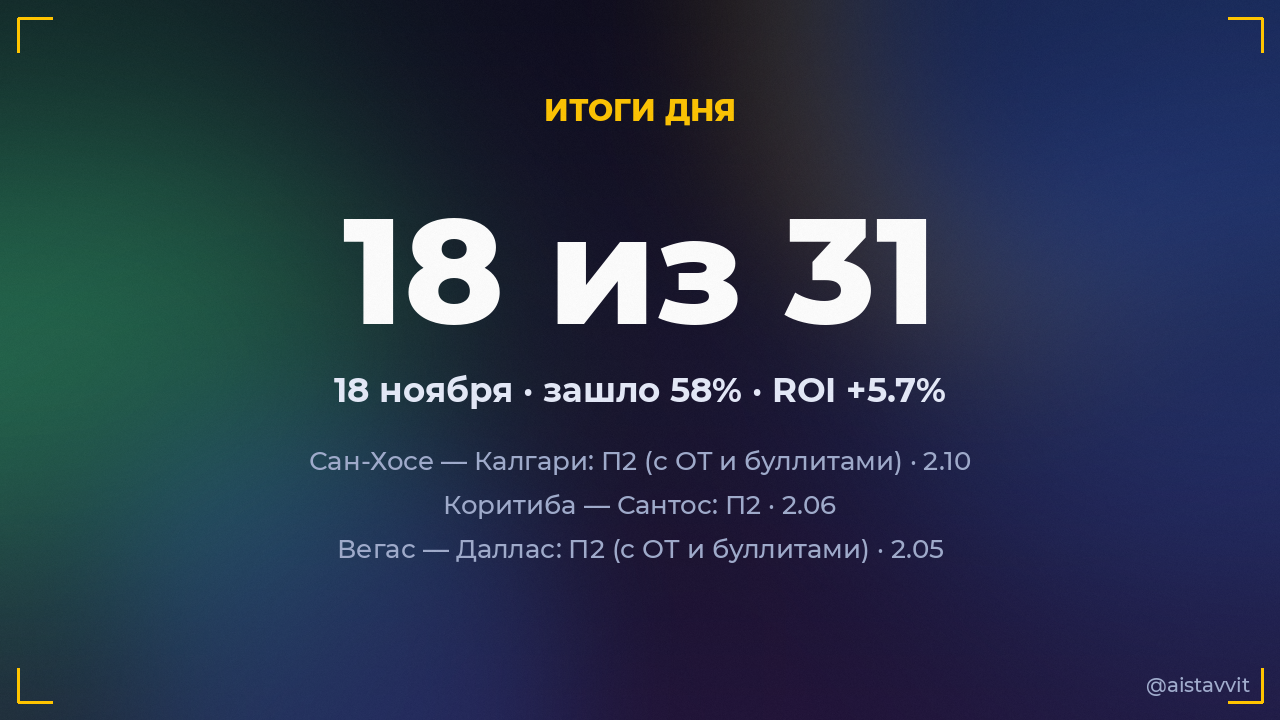 ИТОГИ ДНЯ
18 из 31
18 ноября · зашло 58% · ROI +5.7%
Сан-Хосе — Калгари: П2 (с ОТ и буллитами) · 2.10
Коритиба — Сантос: П2 · 2.06
Вегас — Даллас: П2 (с ОТ и буллитами) · 2.05
@aistavvit